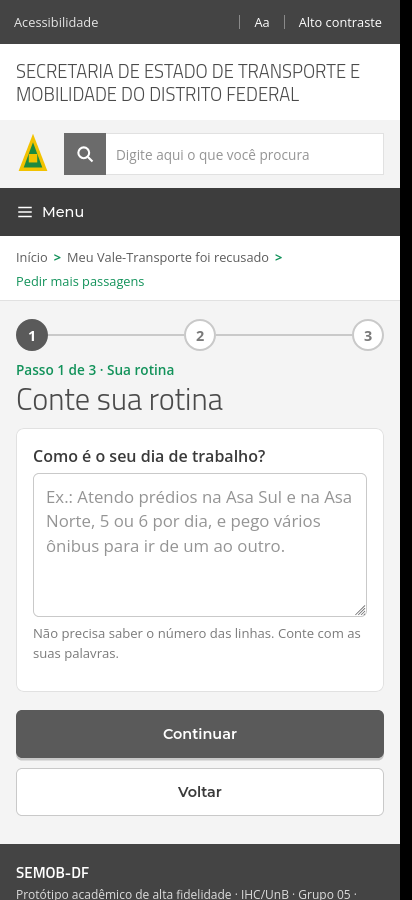 Acessibilidade
Aa
Alto contraste
SECRETARIA DE ESTADO DE TRANSPORTE E
MOBILIDADE DO DISTRITO FEDERAL
Digite aqui o que você procura
Menu
Início > Meu Vale-Transporte foi recusado >
Pedir mais passagens
1
2
3
Passo 1 de 3 · Sua rotina
Conte sua rotina
Como é o seu dia de trabalho?
Ex.: Atendo prédios na Asa Sul e na Asa
Norte, 5 ou 6 por dia, e pego vários
ônibus para ir de um ao outro.
Não precisa saber o número das linhas. Conte com as
suas palavras.
Continuar
Voltar
SEMOB-DF
Protótipo acadêmico de alta fidelidade · IHC/UnB · Grupo 05 ·